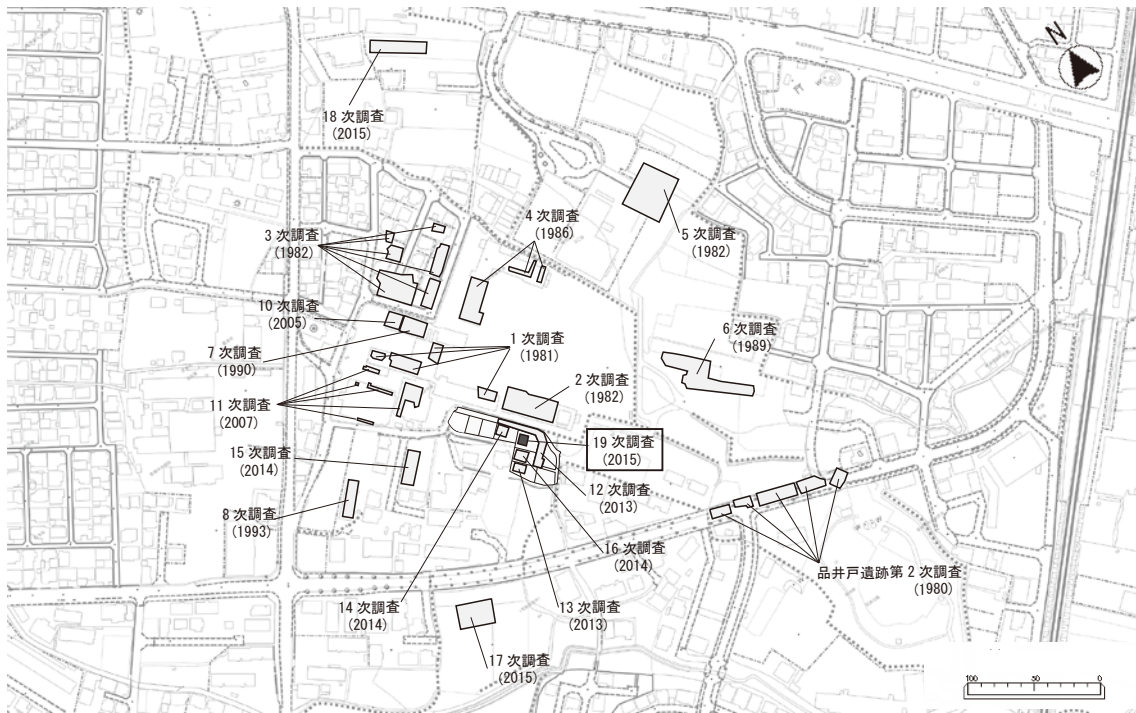 N
18 次調査
(2015)
3 次調査
(1982)
4 次調査
(1986)
5 次調査
(1982)
10 次調査
(2005)
7 次調査
(1990)
1 次調査
(1981)
6 次調査
(1989)
2 次調査
(1982)
11 次調査
(2007)
19 次調査
(2015)
15 次調査
(2014)
12 次調査
(2013)
8 次調査
(1993)
16 次調査
(2014)
品井戸遺跡第 2 次調査
(1980)
14 次調査
(2014)
13 次調査
(2013)
17 次調査
(2015)
100 50 0